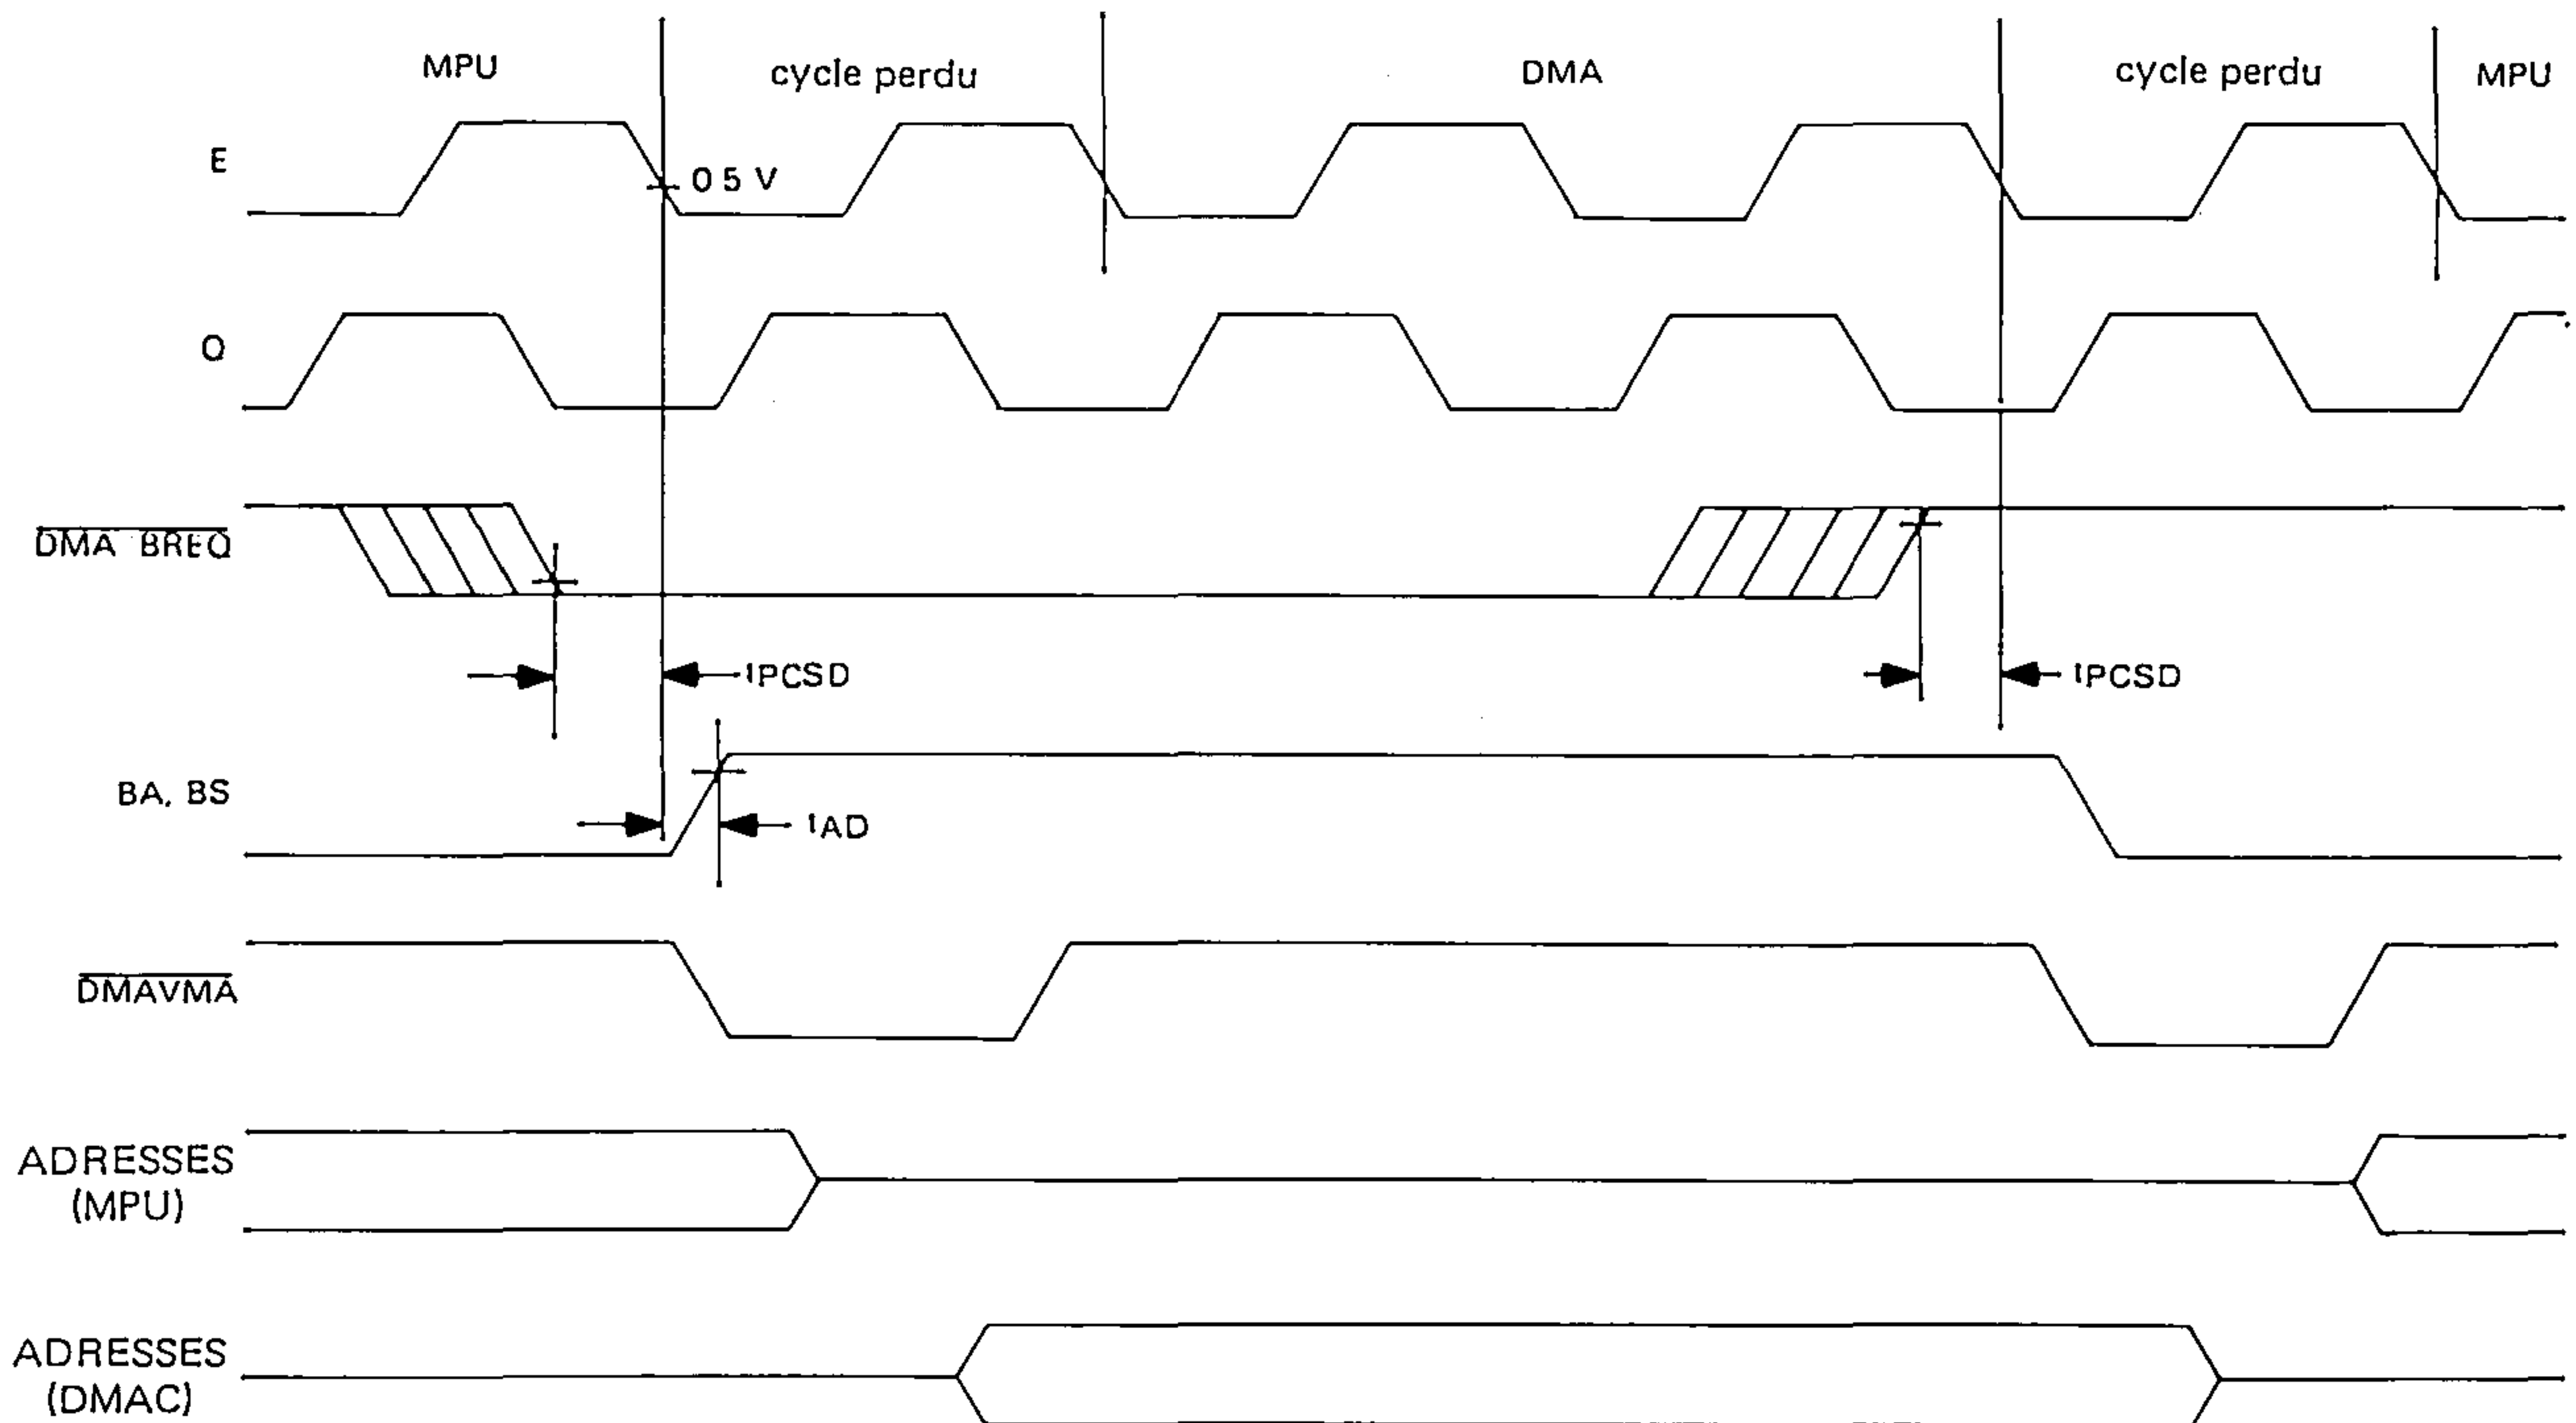 MPU
cycle perdu
DMA
cycle perdu
MPU
E
0 5 V
Q
DMA BREQ
tPCSD
tPCSD
BA, BS
tAD
DMAVMA
ADRESSES
(MPU)
ADRESSES
(DMAC)